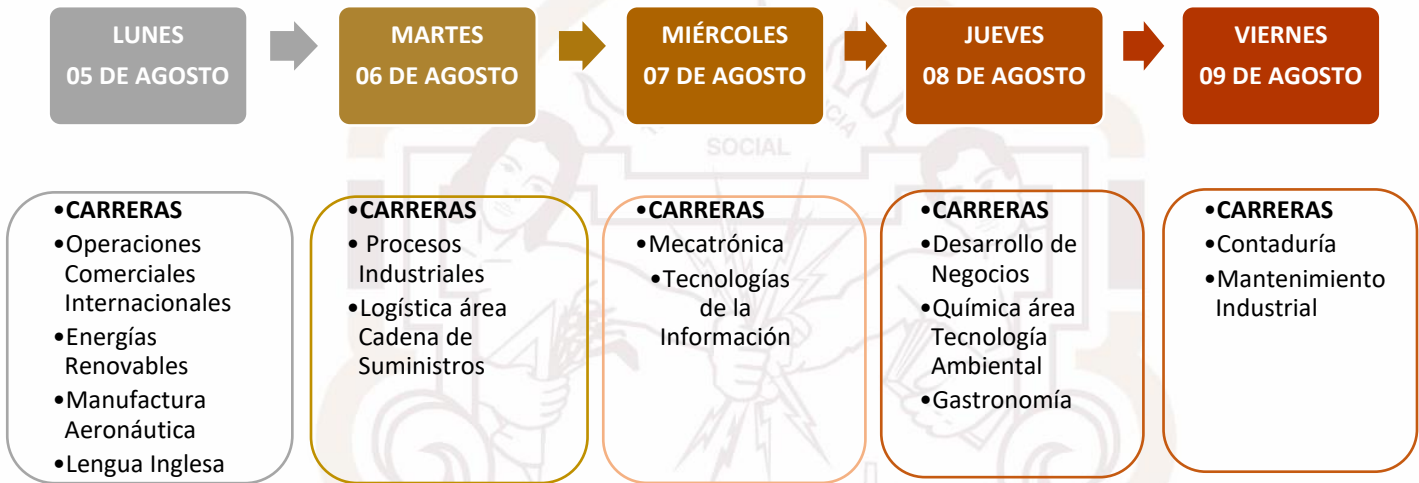 LUNES
05 DE AGOSTO
MARTES
06 DE AGOSTO
MIÉRCOLES
07 DE AGOSTO
JUEVES
08 DE AGOSTO
VIERNES
09 DE AGOSTO
•CARRERAS
•Operaciones
Comerciales
Internacionales
•Energías
Renovables
•Manufactura
Aeronáutica
•Lengua Inglesa
•CARRERAS
• Procesos
Industriales
•Logística área
Cadena de
Suministros
•CARRERAS
•Mecatrónica
•Tecnologías
de la
Información
•CARRERAS
•Desarrollo de
Negocios
•Química área
Tecnología
Ambiental
•Gastronomía
•CARRERAS
•Contaduría
•Mantenimiento
Industrial
SOCIAL